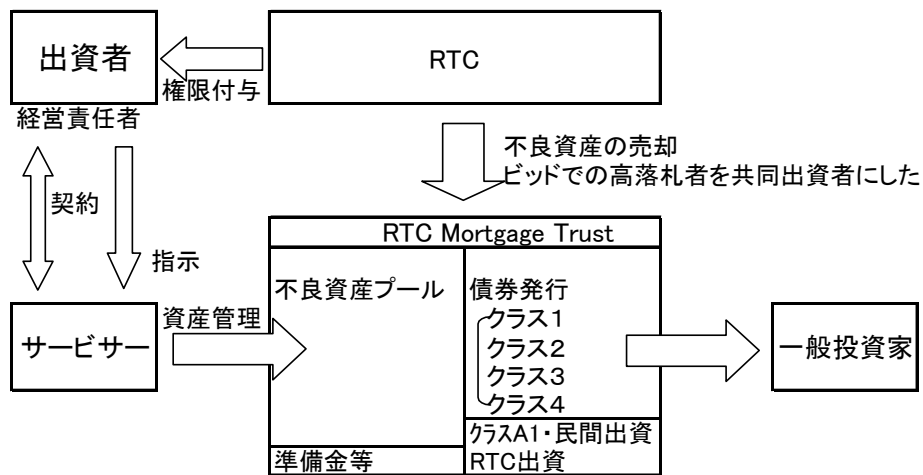 出資者
RTC
権限付与
経営責任者
不良資産の売却
ビッドでの高落札者を共同出資者にした
契約
指示
RTC Mortgage Trust
不良資産プール
債券発行
クラス1
クラス2
クラス3
クラス4
サービサー
資産管理
一般投資家
クラスA1・民間出資
準備金等
RTC出資